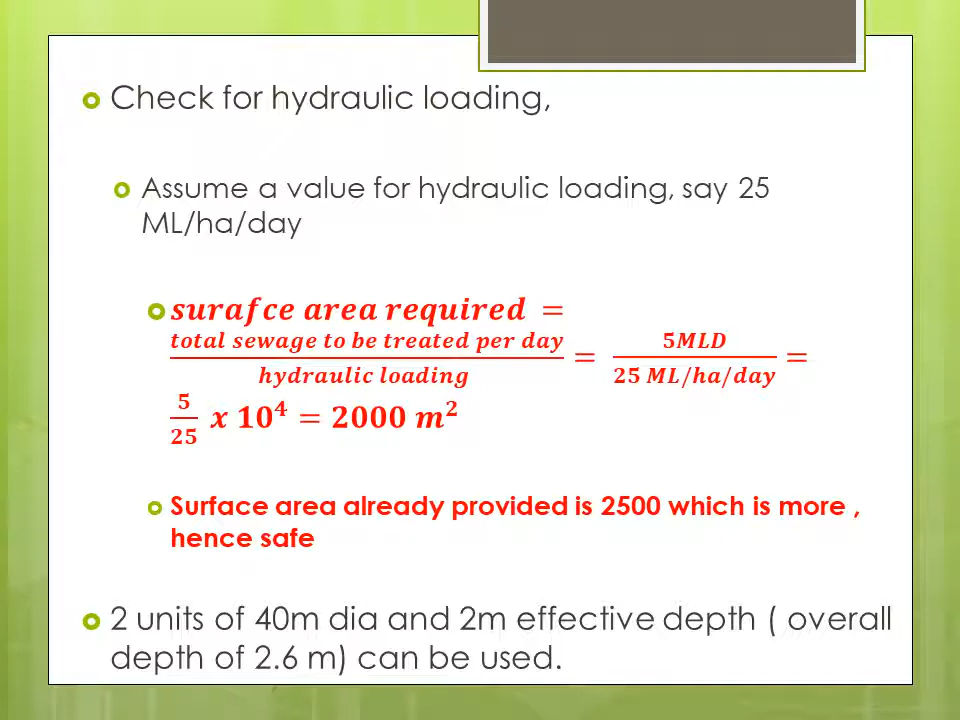 Check for hydraulic loading,
Assume a value for hydraulic loading, say 25
ML/ha/day
surafce area required =
total sewage to be treated per day / hydraulic loading = 5MLD / 25 ML/ha/day =
5/25 x 10⁴ = 2000 m²
Surface area already provided is 2500 which is more ,
hence safe
2 units of 40m dia and 2m effective depth ( overall
depth of 2.6 m) can be used.